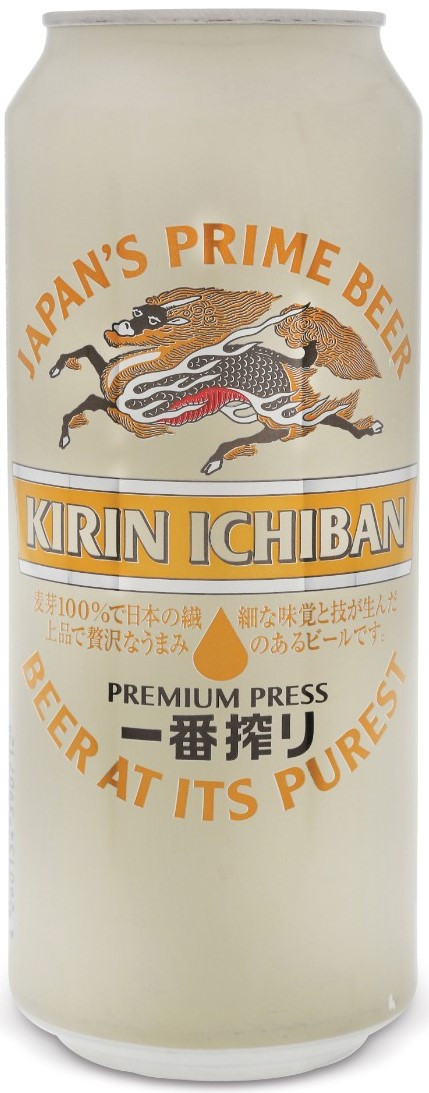 JAPAN'S PRIME BEER
KIRIN ICHIBAN
麦芽100%で日本の繊細な味覚と技が生んだ
上品で贅沢なうまみのあるビールです。
PREMIUM PRESS
一番搾り
BEER AT ITS PUREST